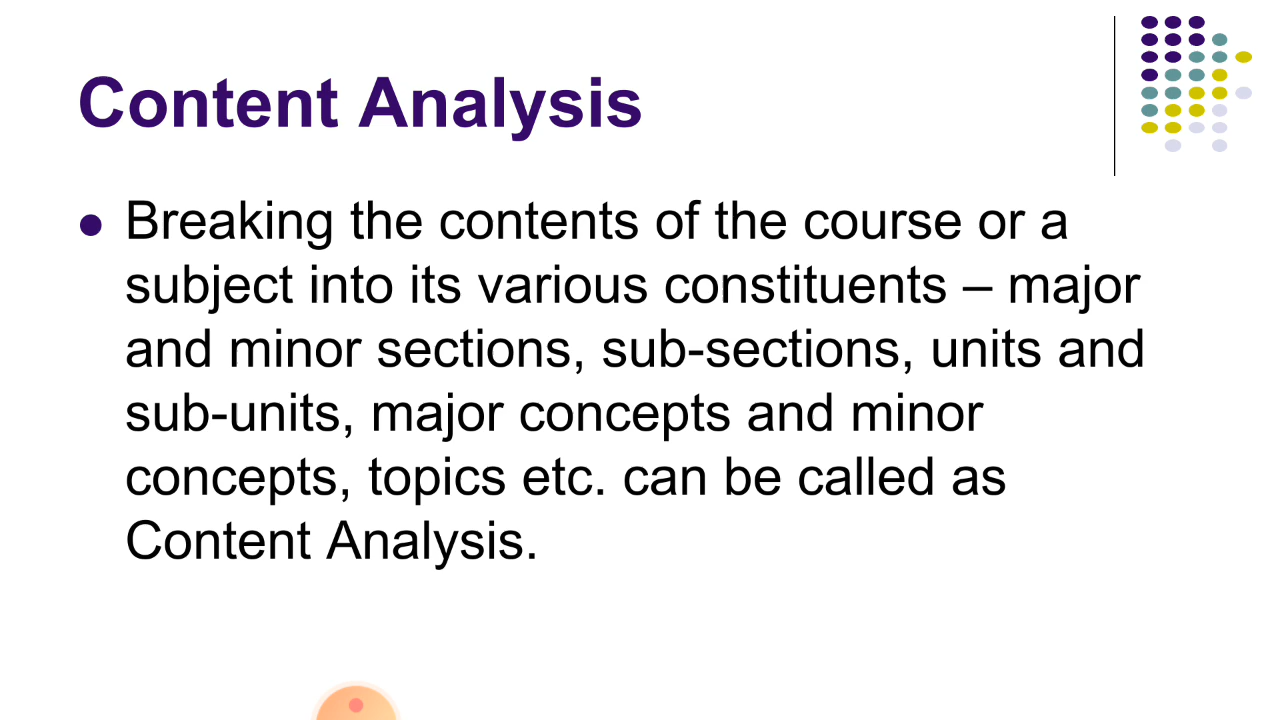 Content Analysis
Breaking the contents of the course or a
subject into its various constituents – major
and minor sections, sub-sections, units and
sub-units, major concepts and minor
concepts, topics etc. can be called as
Content Analysis.